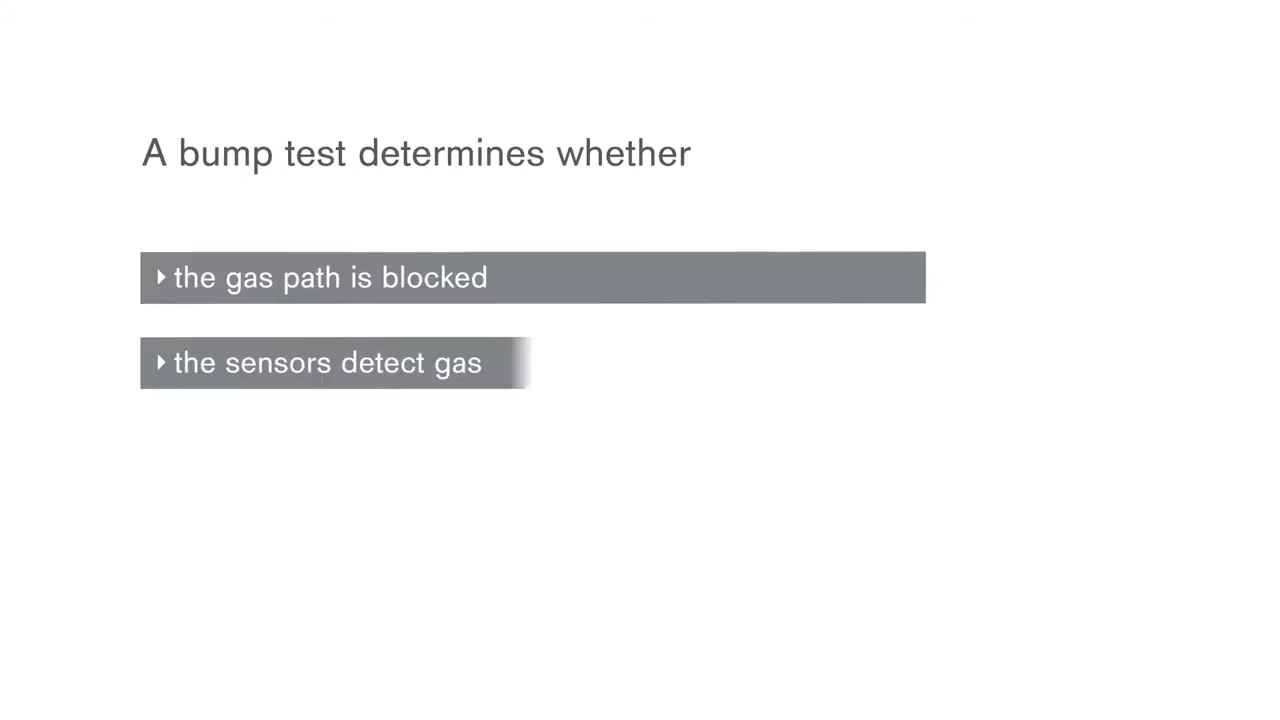 A bump test determines whether
the gas path is blocked
the sensors detect gas